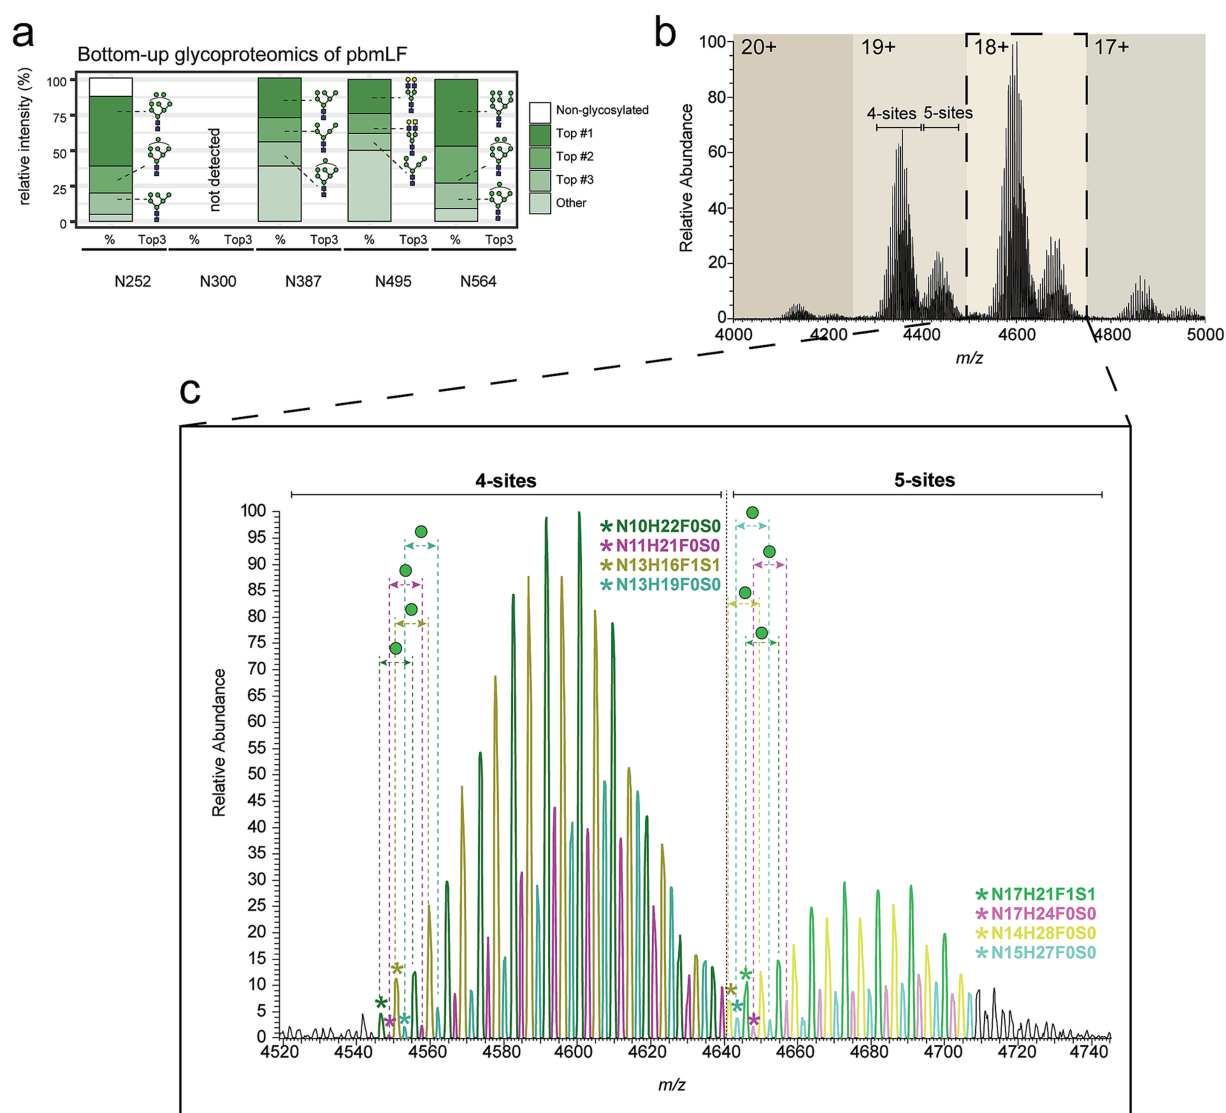 a
Bottom-up glycoproteomics of pbmLF
relative intensity (%)
100
75
50
25
0
not detected
Non-glycosylated
Top #1
Top #2
Top #3
Other
% Top3 % Top3 % Top3 % Top3 % Top3
N252 N300 N387 N495 N564
b
20+ 19+ 18+ 17+
4-sites 5-sites
Relative Abundance
100
80
60
40
20
0
4000 4200 4400 4600 4800 5000
m/z
c
4-sites 5-sites
*N10H22F0S0
*N11H21F0S0
*N13H16F1S1
*N13H19F0S0
*N17H21F1S1
*N17H24F0S0
*N14H28F0S0
*N15H27F0S0
Relative Abundance
100
95
90
85
80
75
70
65
60
55
50
45
40
35
30
25
20
15
10
5
0
4520 4540 4560 4580 4600 4620 4640 4660 4680 4700 4720 4740
m/z